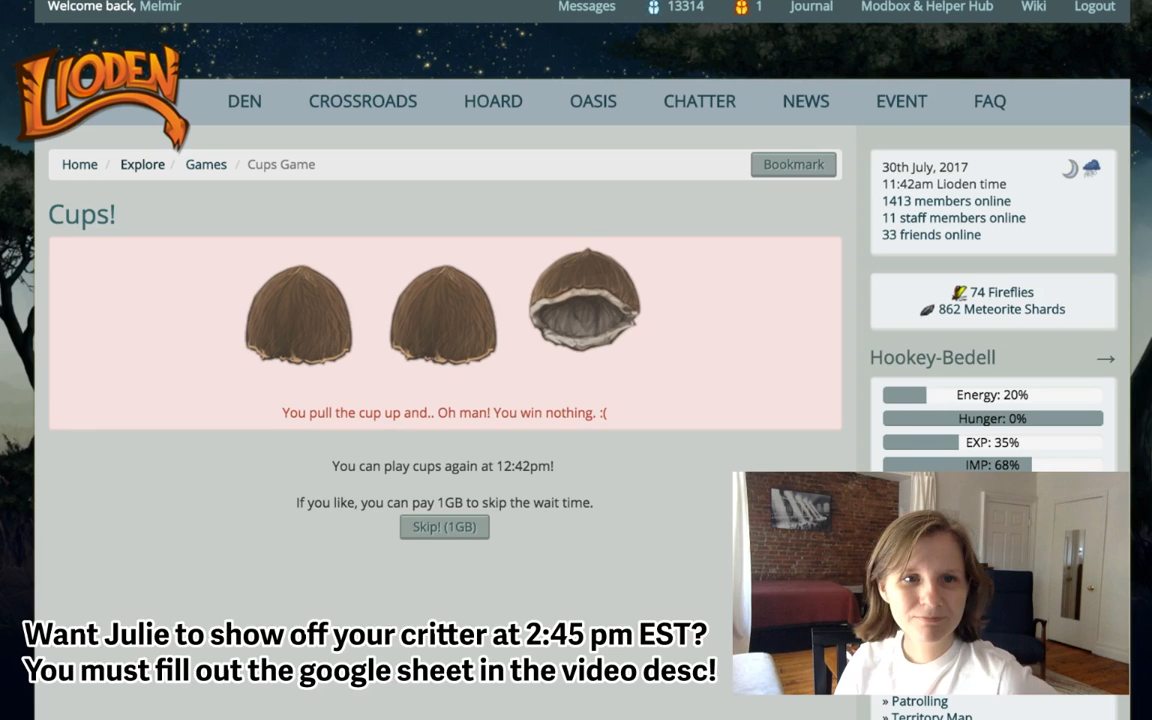 Welcome back, Melmir
Messages 13314 1 Journal Modbox & Helper Hub Wiki Logout
LIODEN
DEN CROSSROADS HOARD OASIS CHATTER NEWS EVENT FAQ
Home / Explore / Games / Cups Game
Bookmark
Cups!
You pull the cup up and.. Oh man! You win nothing. :(
You can play cups again at 12:42pm!
If you like, you can pay 1GB to skip the wait time.
Skip! (1GB)
30th July, 2017
11:42am Lioden time
1413 members online
11 staff members online
33 friends online
74 Fireflies
862 Meteorite Shards
Hookey-Bedell →
Energy: 20%
Hunger: 0%
EXP: 35%
IMP: 68%
Want Julie to show off your critter at 2:45 pm EST?
You must fill out the google sheet in the video desc!
» Patrolling
» Territory Map